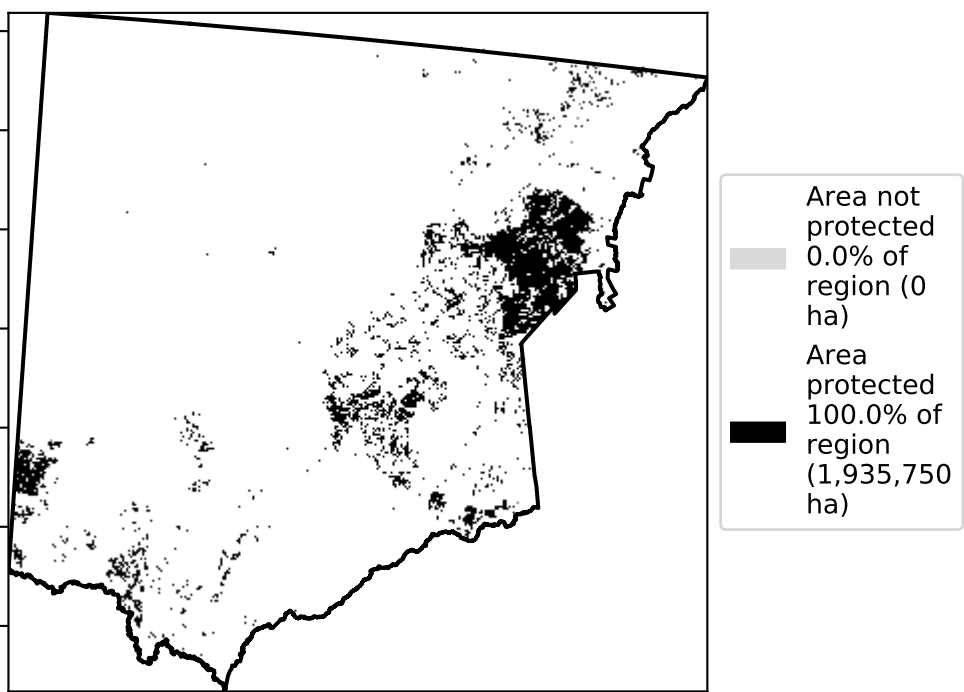 Area not
protected
0.0% of
region (0
ha)
Area
protected
100.0% of
region
(1,935,750
ha)